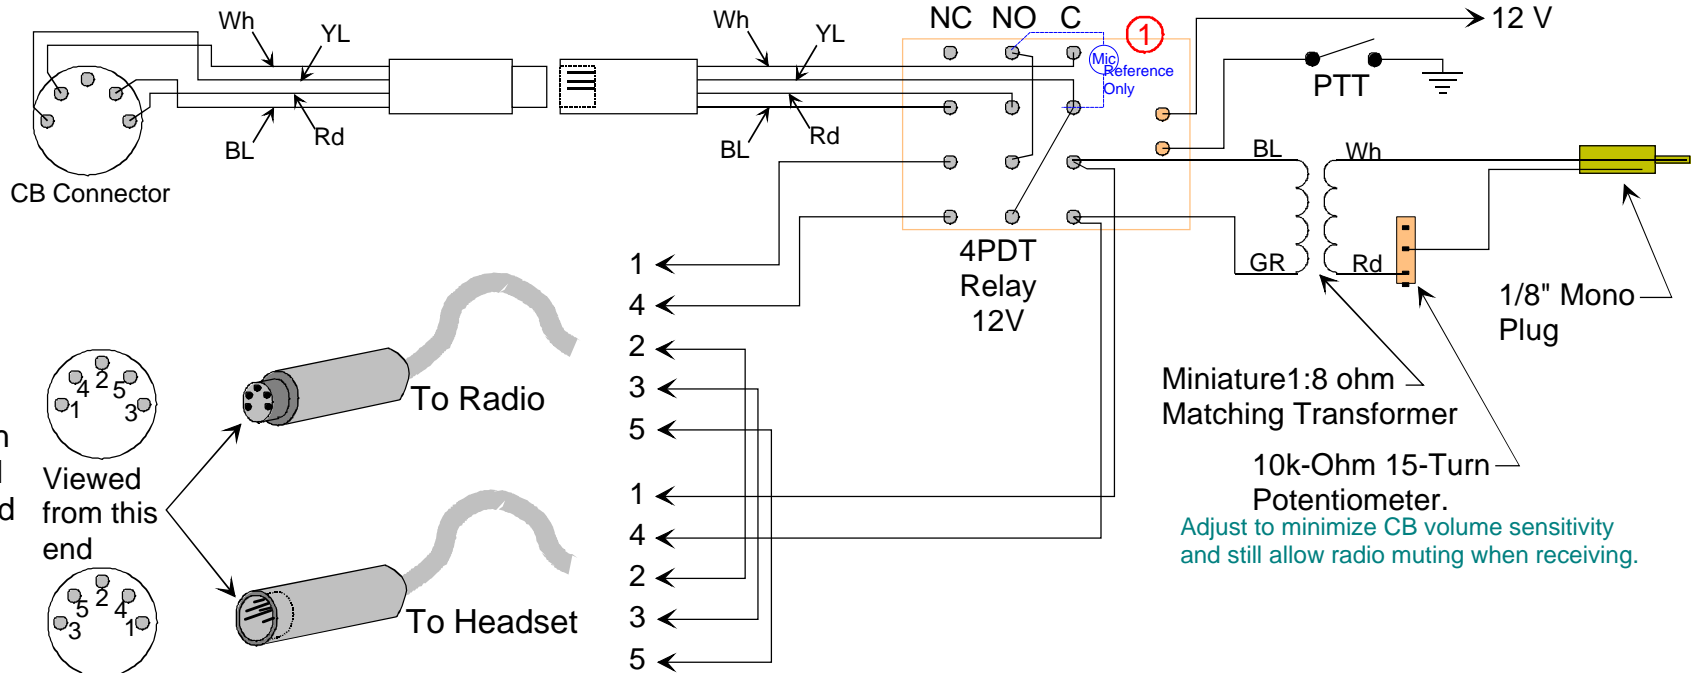 Wh
YL
Wh
YL
NC NO C
1
12 V
Mic
Reference
Only
PTT
BL
Rd
BL
Rd
CB Connector
BL
Wh
GR
Rd
4PDT
Relay
12V
1
4
2
3
5
1/8" Mono
Plug
4 2 5
1 3
To Radio
Miniature1:8 ohm
Matching Transformer
10k-Ohm 15-Turn
Potentiometer.
Adjust to minimize CB volume sensitivity
and still allow radio muting when receiving.
Viewed
from this
end
d
1
4
2
3
5
5 2 4
3 1
To Headset